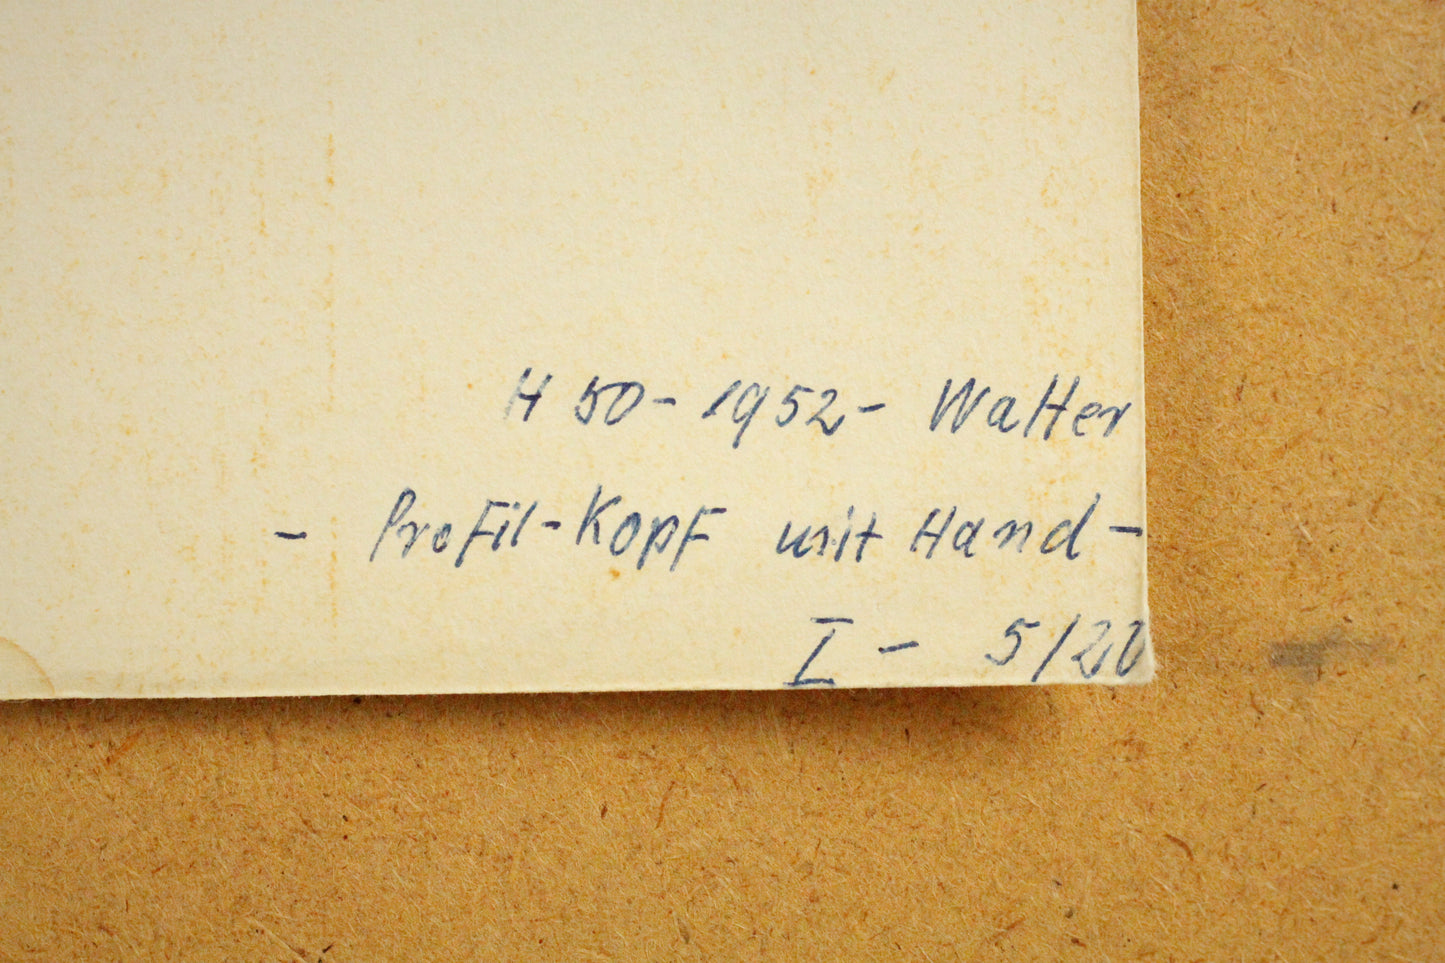 H 50 - 1952 - Walter
- Profil-Kopf mit Hand -
I - 5/20